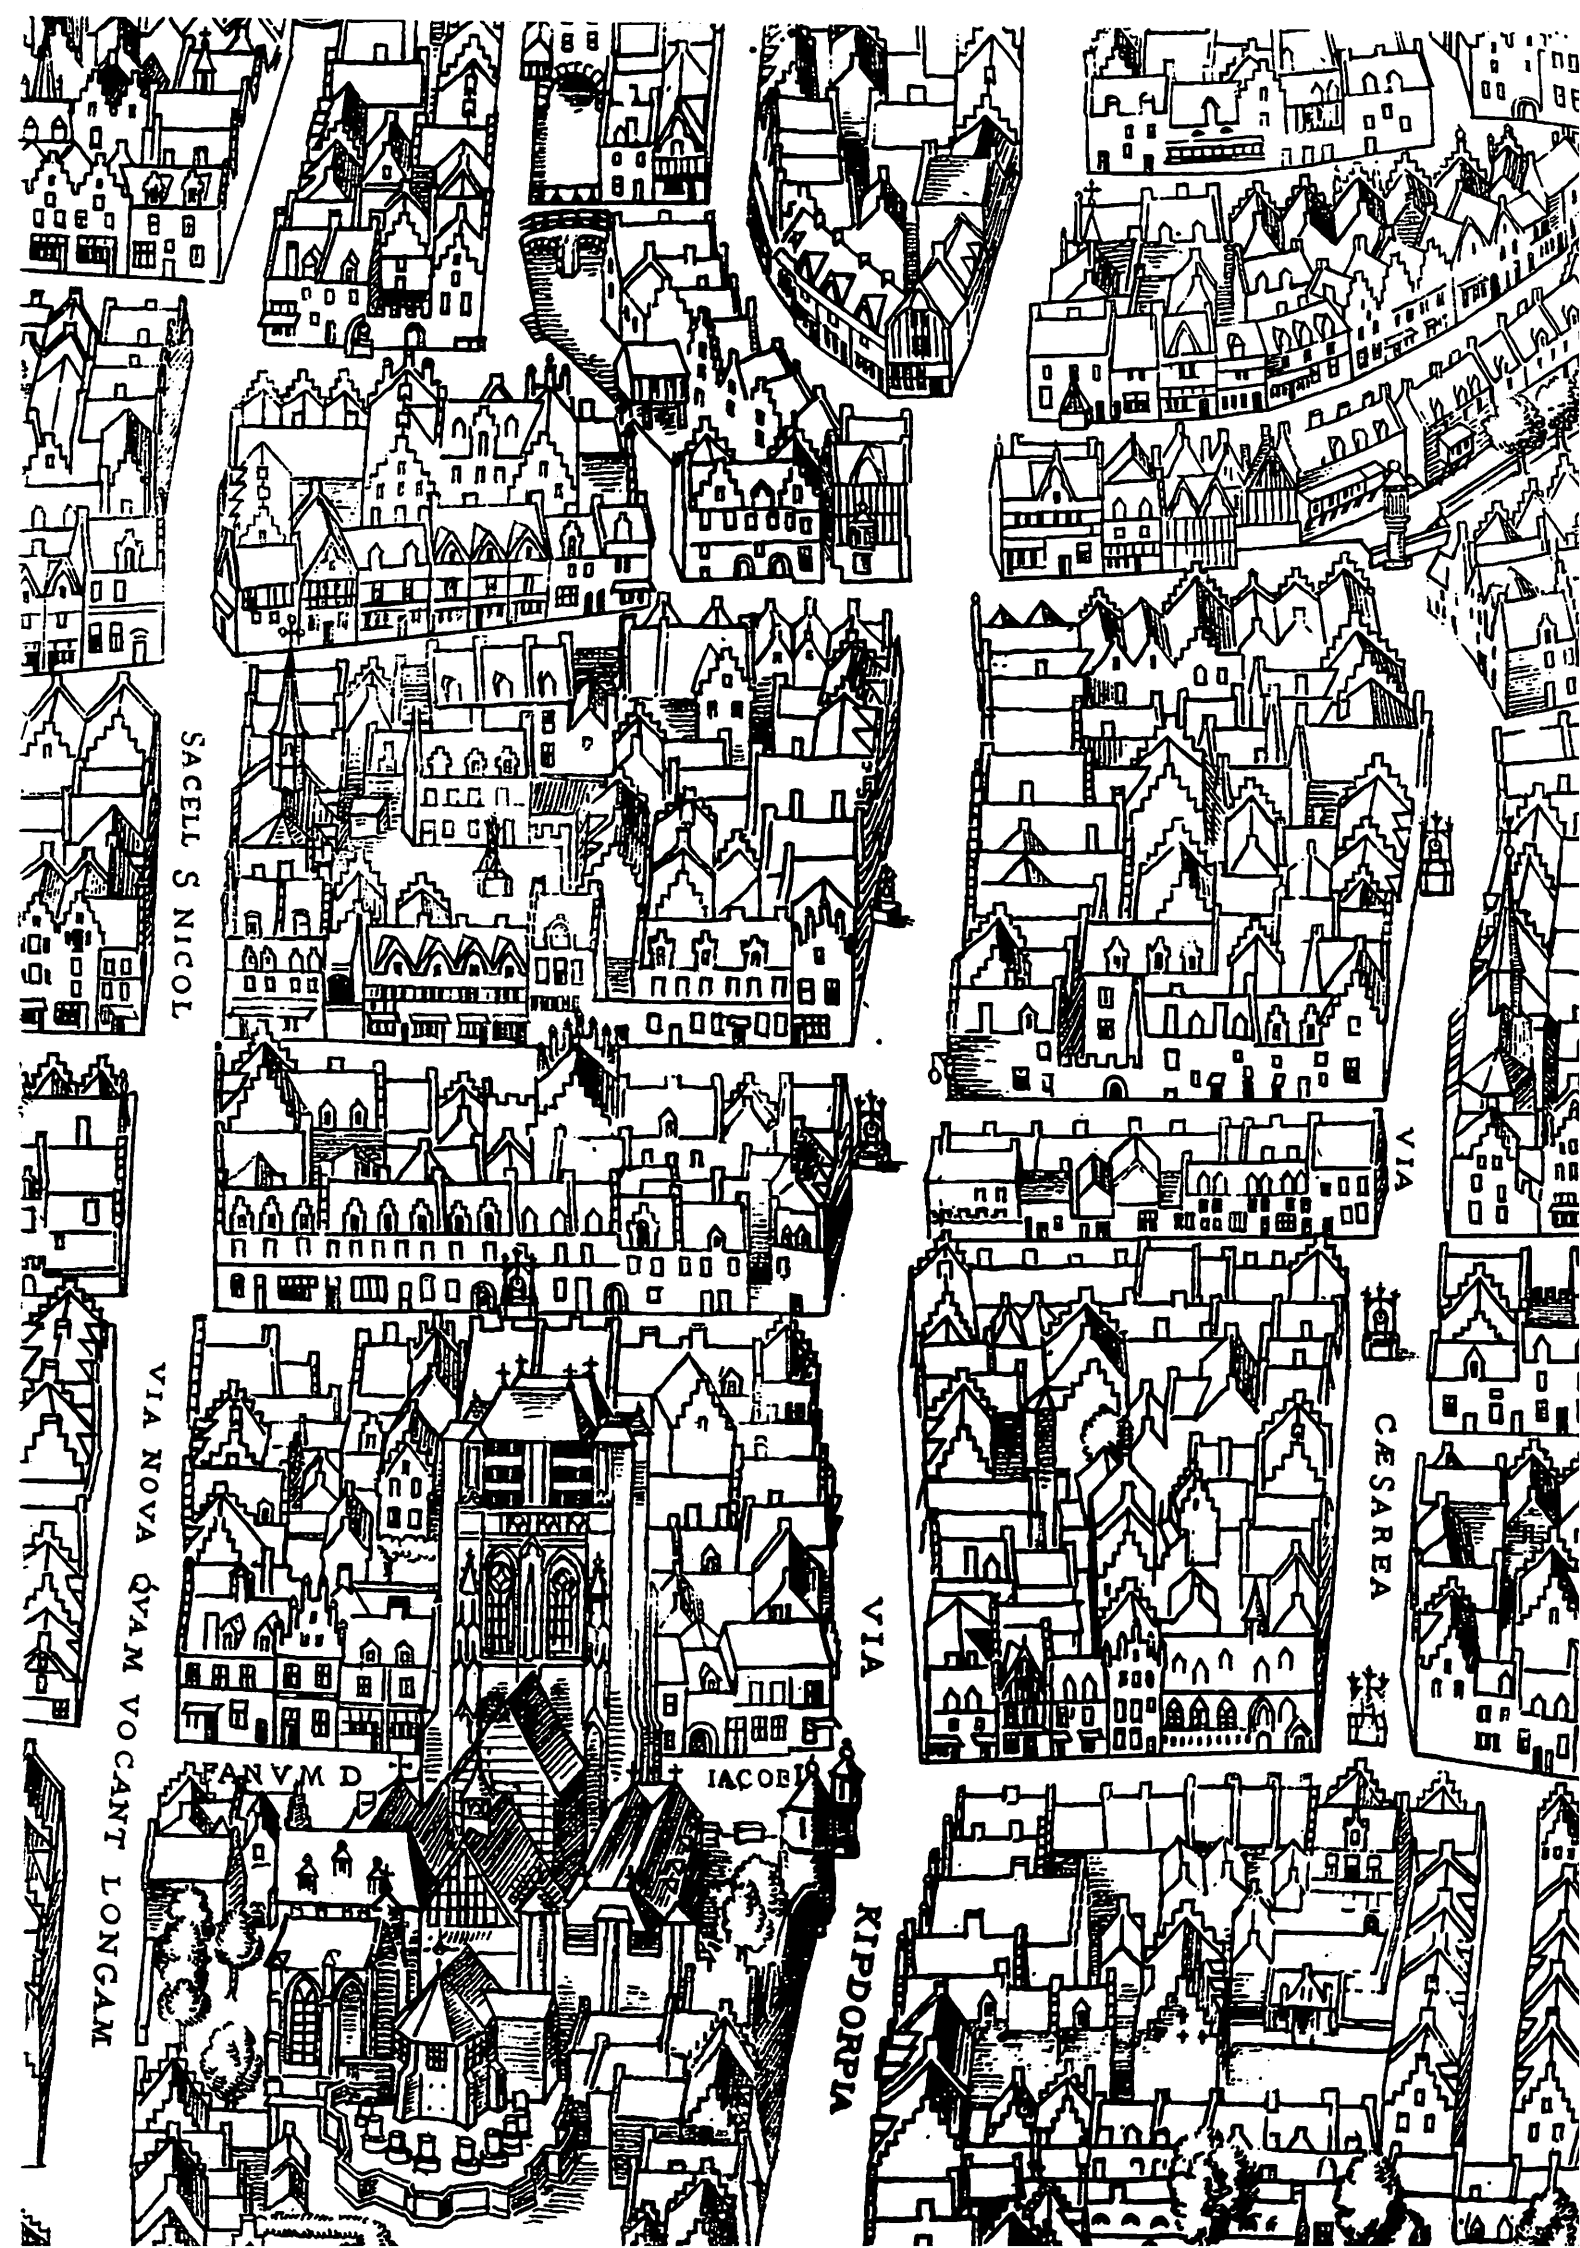 SACELL S NICOL
VIA NOVA QVAM VOCANT LONGAM
FANVM D IACOBI
VIA KIPDORPIA
VIA CÆSAREA